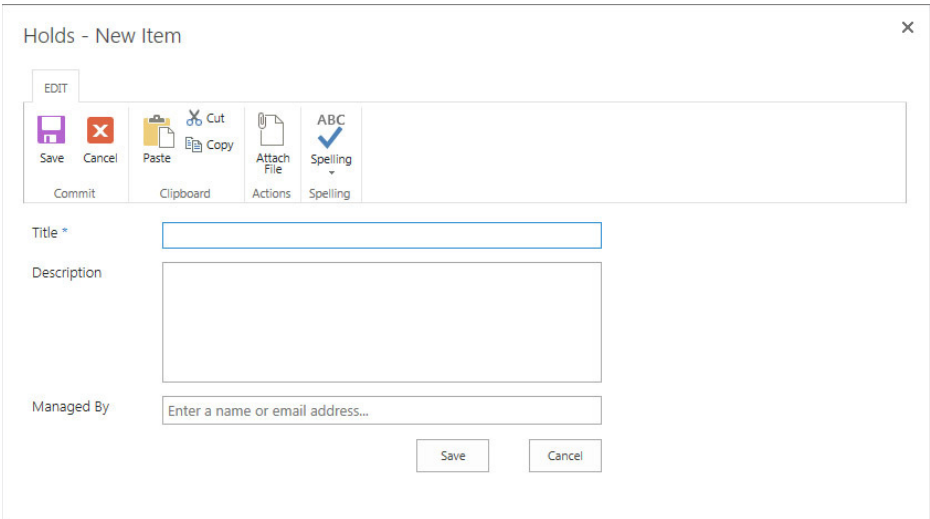 Holds - New Item
EDIT
Save
Cancel
Paste
Cut
Copy
Attach
File
ABC
Spelling
Commit
Clipboard
Actions
Spelling
Title *
Description
Managed By
Enter a name or email address...
Save
Cancel